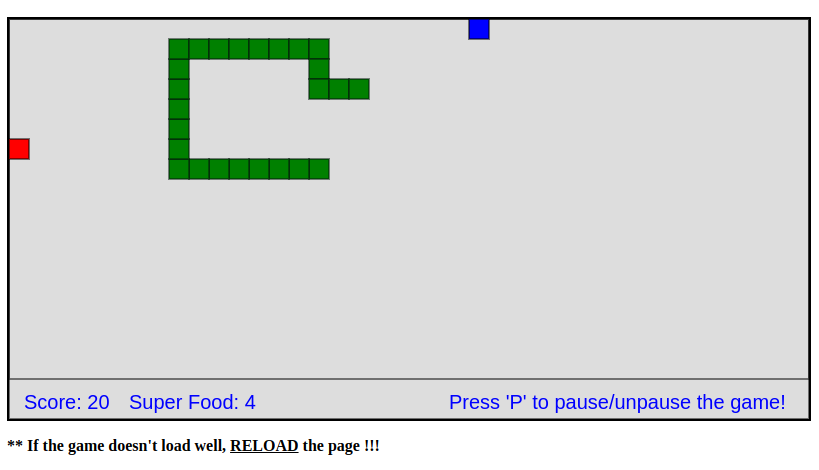 Score: 20 Super Food: 4 Press 'P' to pause/unpause the game!
** If the game doesn't load well, RELOAD the page !!!